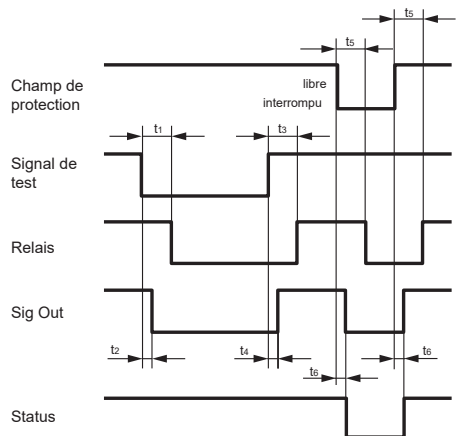 t5
t5
Champ de
protection
libre
interrompu
t1
t3
Signal de
test
Relais
Sig Out
t2
t4
t6
t6
Status